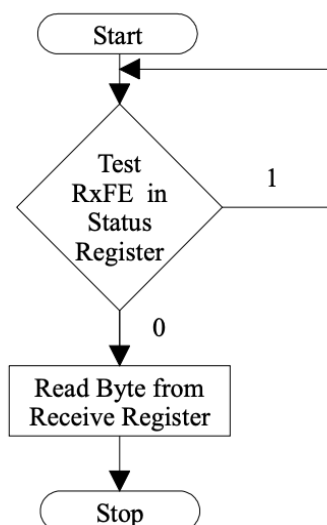 Start
Test
RxFE in
Status
Register
1
0
Read Byte from
Receive Register
Stop